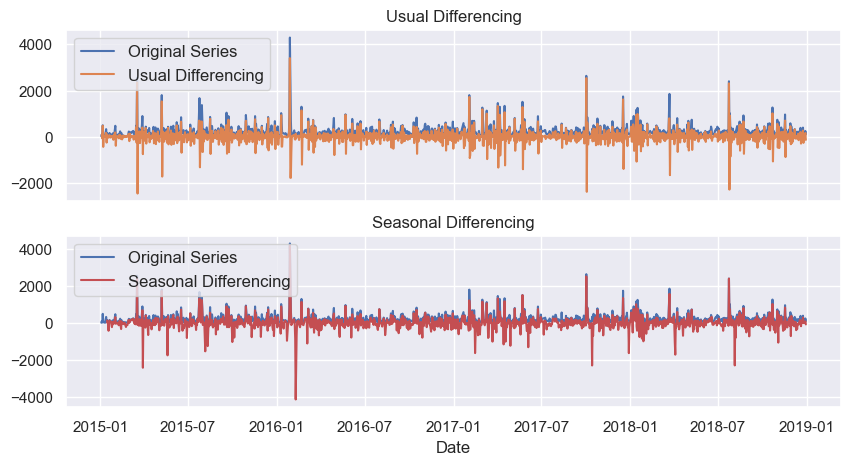 Usual Differencing
4000
2000
0
−2000
Original Series
Usual Differencing
Seasonal Differencing
4000
2000
0
−2000
−4000
Original Series
Seasonal Differencing
2015-01 2015-07 2016-01 2016-07 2017-01 2017-07 2018-01 2018-07 2019-01
Date